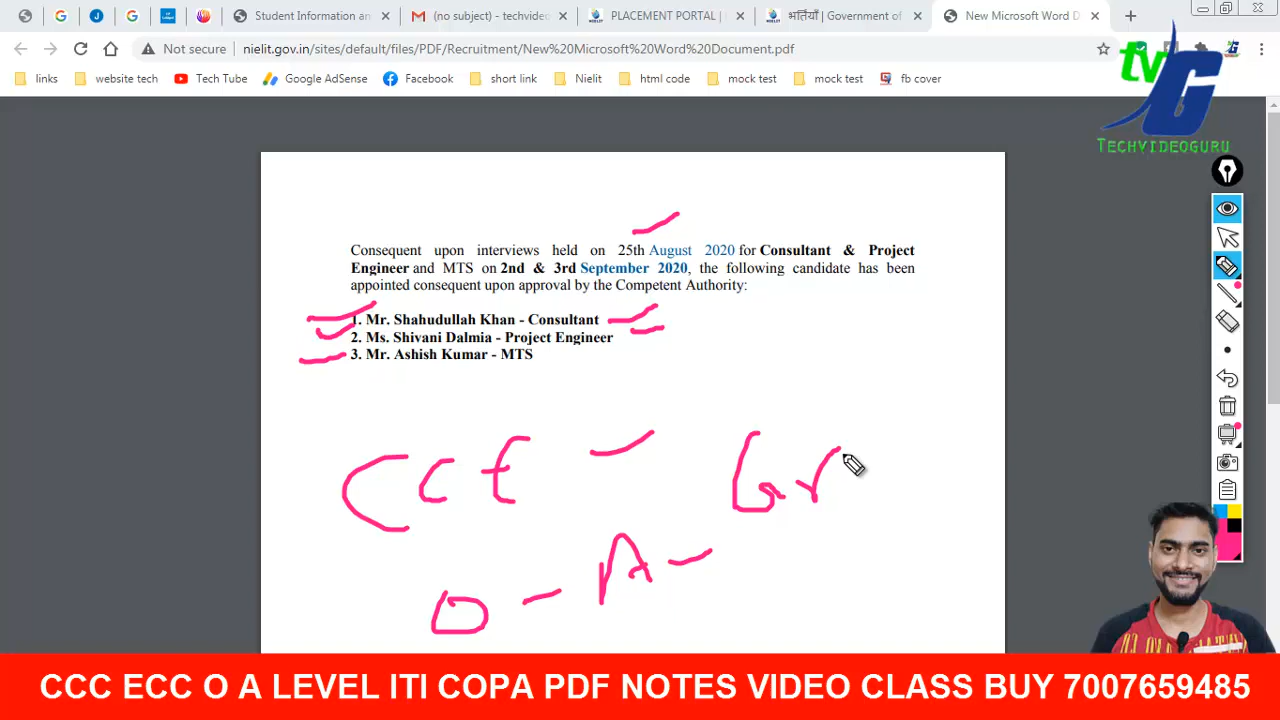 Student Information an
(no subject) - techvideo
PLACEMENT PORTAL |
भर्तियाँ | Government of
New Microsoft Word D
Not secure | nielit.gov.in/sites/default/files/PDF/Recruitment/New%20Microsoft%20Word%20Document.pdf
links
website tech
Tech Tube
Google AdSense
Facebook
short link
Nielit
html code
mock test
mock test
fb cover
tv G
TECHVIDEOGURU
Consequent upon interviews held on 25th August 2020 for Consultant & Project
Engineer and MTS on 2nd & 3rd September 2020, the following candidate has been
appointed consequent upon approval by the Competent Authority:
1. Mr. Shahudullah Khan - Consultant
2. Ms. Shivani Dalmia - Project Engineer
3. Mr. Ashish Kumar - MTS
O - A -
CCC ECC O A LEVEL ITI COPA PDF NOTES VIDEO CLASS BUY 7007659485